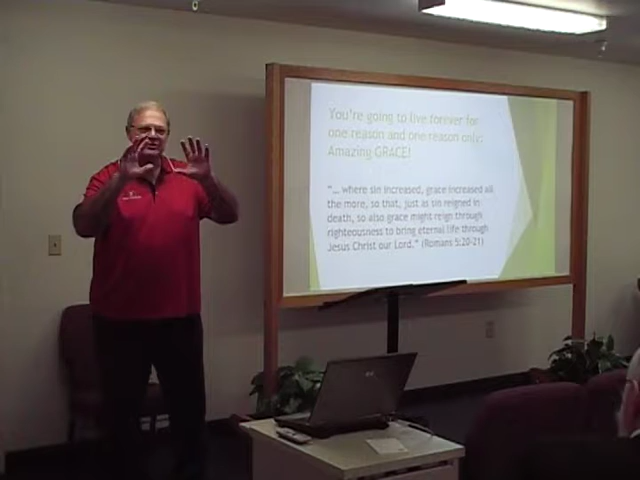 You're going to live forever for
one reason and one reason only:
Amazing GRACE!
"… where sin increased, grace increased all
the more, so that, just as sin reigned in
death, so also grace might reign through
righteousness to bring eternal life through
Jesus Christ our Lord." (Romans 5:20-21)